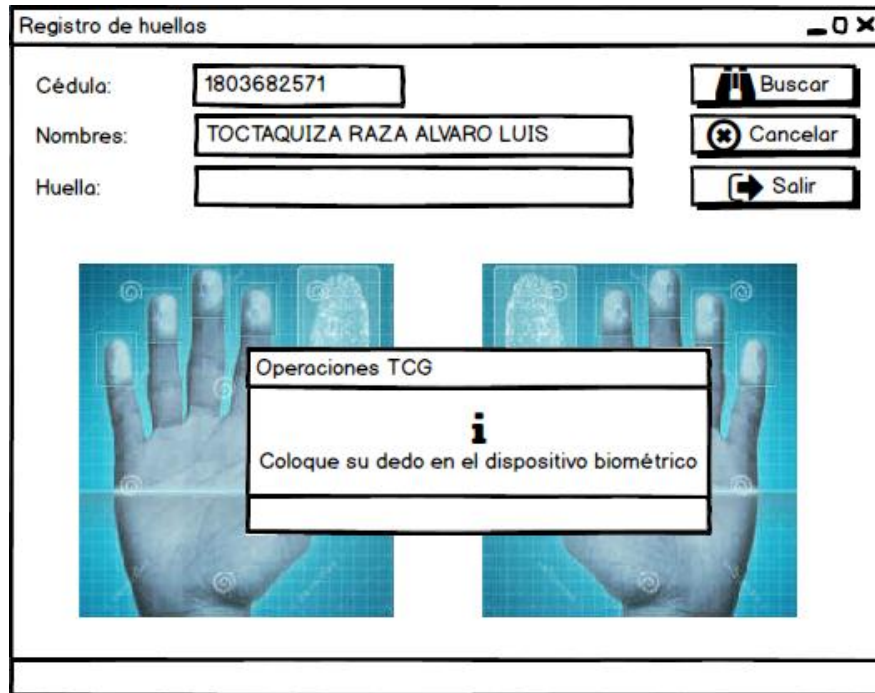 Registro de huellas
Cédula: 1803682571 Buscar
Nombres: TOCTAQUIZA RAZA ALVARO LUIS Cancelar
Huella: Salir
Operaciones TCG
Coloque su dedo en el dispositivo biométrico